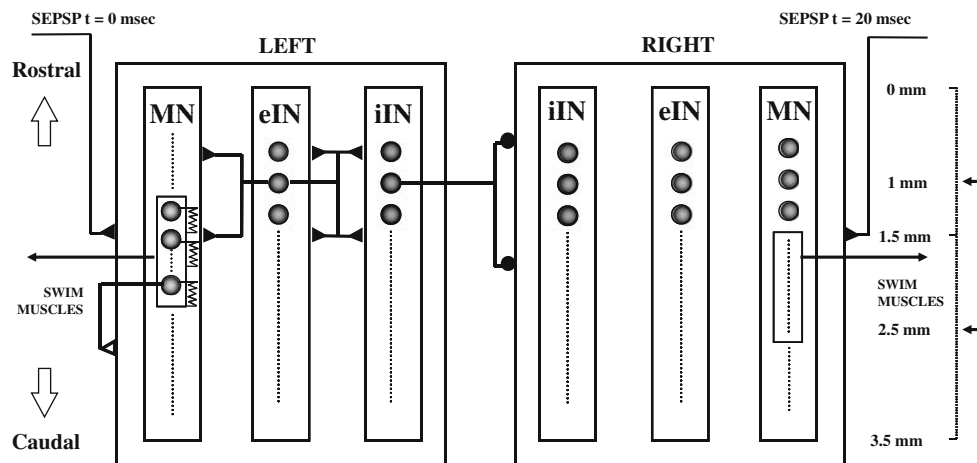 SEPSP t = 0 msec
SEPSP t = 20 msec
LEFT
RIGHT
Rostral
MN
eIN
iIN
iIN
eIN
MN
0 mm
1 mm
1.5 mm
SWIM
MUSCLES
SWIM
MUSCLES
2.5 mm
Caudal
3.5 mm